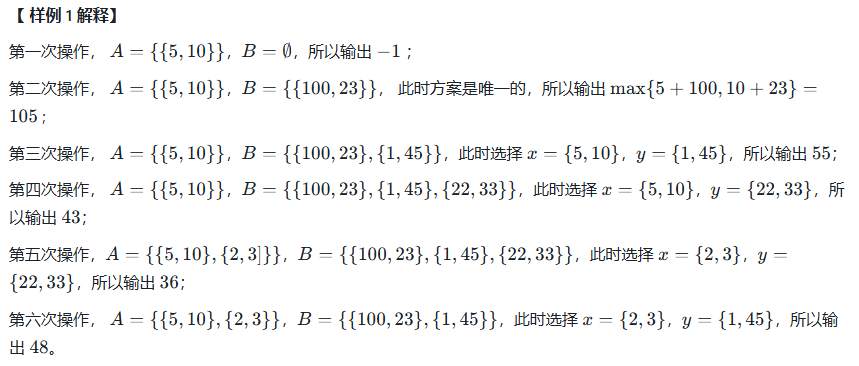 【 样例 1 解释】
第一次操作， A = {{5, 10}}，B = ∅，所以输出 −1 ；
第二次操作， A = {{5, 10}}，B = {{100, 23}}， 此时方案是唯一的，所以输出 max{5 + 100, 10 + 23} =
105 ;
第三次操作， A = {{5, 10}}，B = {{100, 23}, {1, 45}}，此时选择 x = {5, 10}，y = {1, 45}，所以输出 55；
第四次操作， A = {{5, 10}}，B = {{100, 23}, {1, 45}, {22, 33}}，此时选择 x = {5, 10}，y = {22, 33}，所
以输出 43；
第五次操作，A = {{5, 10}, {2, 3]}}，B = {{100, 23}, {1, 45}, {22, 33}}，此时选择 x = {2, 3}，y =
{22, 33}，所以输出 36；
第六次操作， A = {{5, 10}, {2, 3}}，B = {{100, 23}, {1, 45}}，此时选择 x = {2, 3}，y = {1, 45}，所以输
出 48。